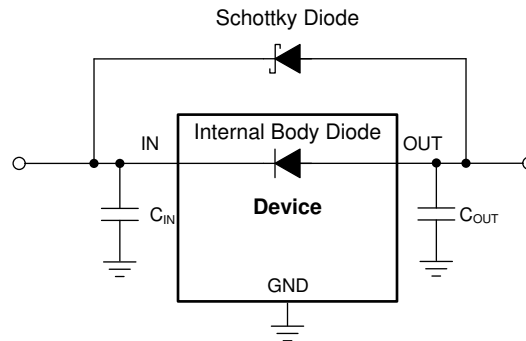 Schottky Diode
Internal Body Diode
IN
OUT
Device
CIN
COUT
GND